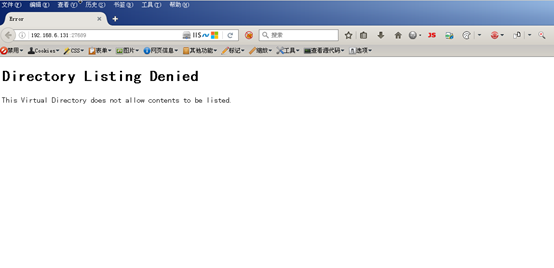 文件(F) 编辑(E) 查看(V) 历史(S) 书签(B) 工具(T) 帮助(H)
Error × +
192.168.6.131:27689 IIS 搜索 JS
禁用 Cookies CSS 表单 图片 网页信息 其他功能 标记 缩放 工具 查看源代码 选项
Directory Listing Denied
This Virtual Directory does not allow contents to be listed.